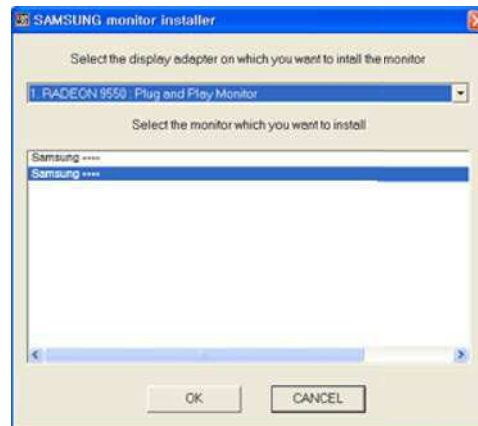 SAMSUNG monitor installer
Select the display adapter on which you want to intall the monitor
1. RADEON 9550 : Plug and Play Monitor
Select the monitor which you want to install
Samsung ----
Samsung ----
OK
CANCEL